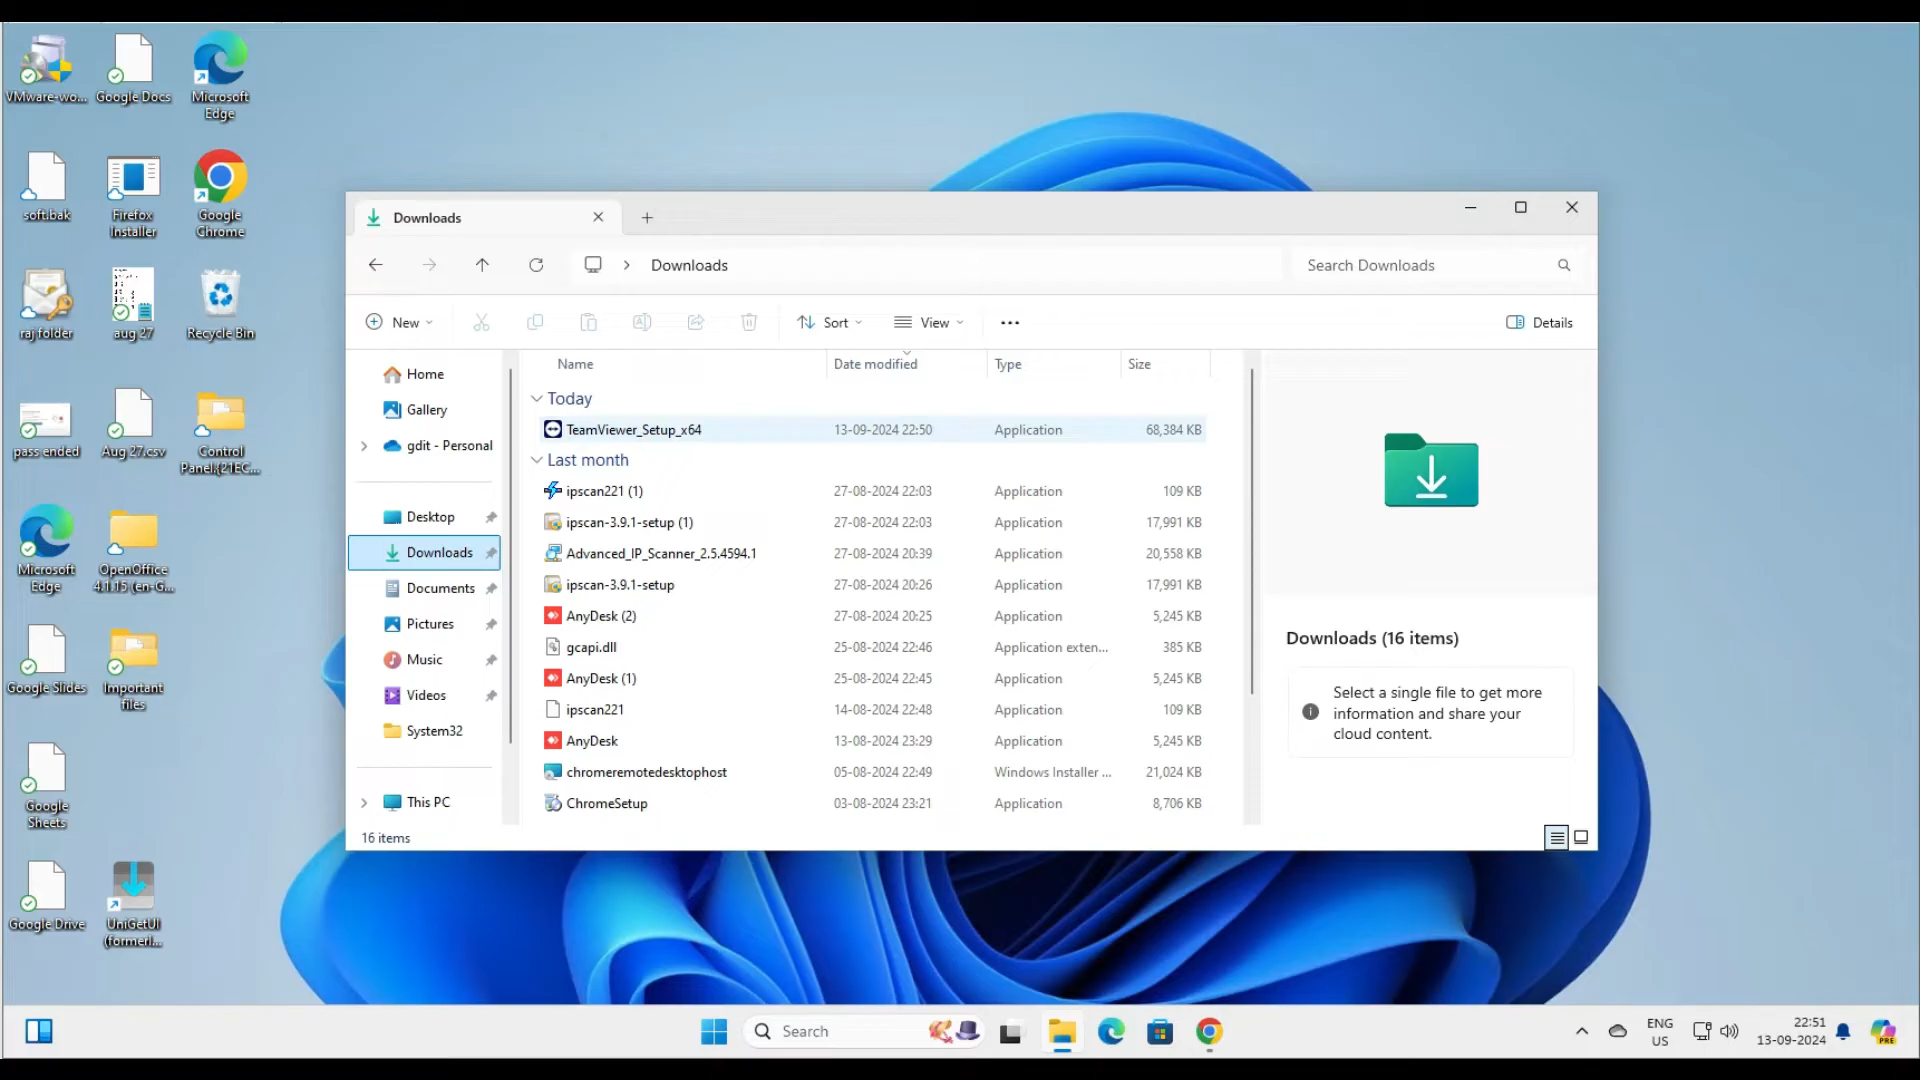 VMware-wo...
Google Docs
Microsoft
Edge
soft.bak
Firefox
Installer
Google
Chrome
raj folder
aug 27
Recycle Bin
pass ended
Aug 27.csv
Control
Panel.{21EC...
Microsoft
Edge
OpenOffice
4.1.15 (en-G...
Google Slides
Important
files
Google
Sheets
Google Drive
UniGetUI
(formerl...
Downloads
Downloads
Search Downloads
New
Sort
View
Details
Home
Gallery
gdit - Personal
Desktop
Downloads
Documents
Pictures
Music
Videos
System32
This PC
16 items
Name Date modified Type Size
Today
TeamViewer_Setup_x64 13-09-2024 22:50 Application 68,384 KB
Last month
ipscan221 (1) 27-08-2024 22:03 Application 109 KB
ipscan-3.9.1-setup (1) 27-08-2024 22:03 Application 17,991 KB
Advanced_IP_Scanner_2.5.4594.1 27-08-2024 20:39 Application 20,558 KB
ipscan-3.9.1-setup 27-08-2024 20:26 Application 17,991 KB
AnyDesk (2) 27-08-2024 20:25 Application 5,245 KB
gcapi.dll 25-08-2024 22:46 Application exten... 385 KB
AnyDesk (1) 25-08-2024 22:45 Application 5,245 KB
ipscan221 14-08-2024 22:48 Application 109 KB
AnyDesk 13-08-2024 23:29 Application 5,245 KB
chromeremotedesktophost 05-08-2024 22:49 Windows Installer ... 21,024 KB
ChromeSetup 03-08-2024 23:21 Application 8,706 KB
Downloads (16 items)
Select a single file to get more
information and share your
cloud content.
Search
ENG
US
22:51
13-09-2024
PRE